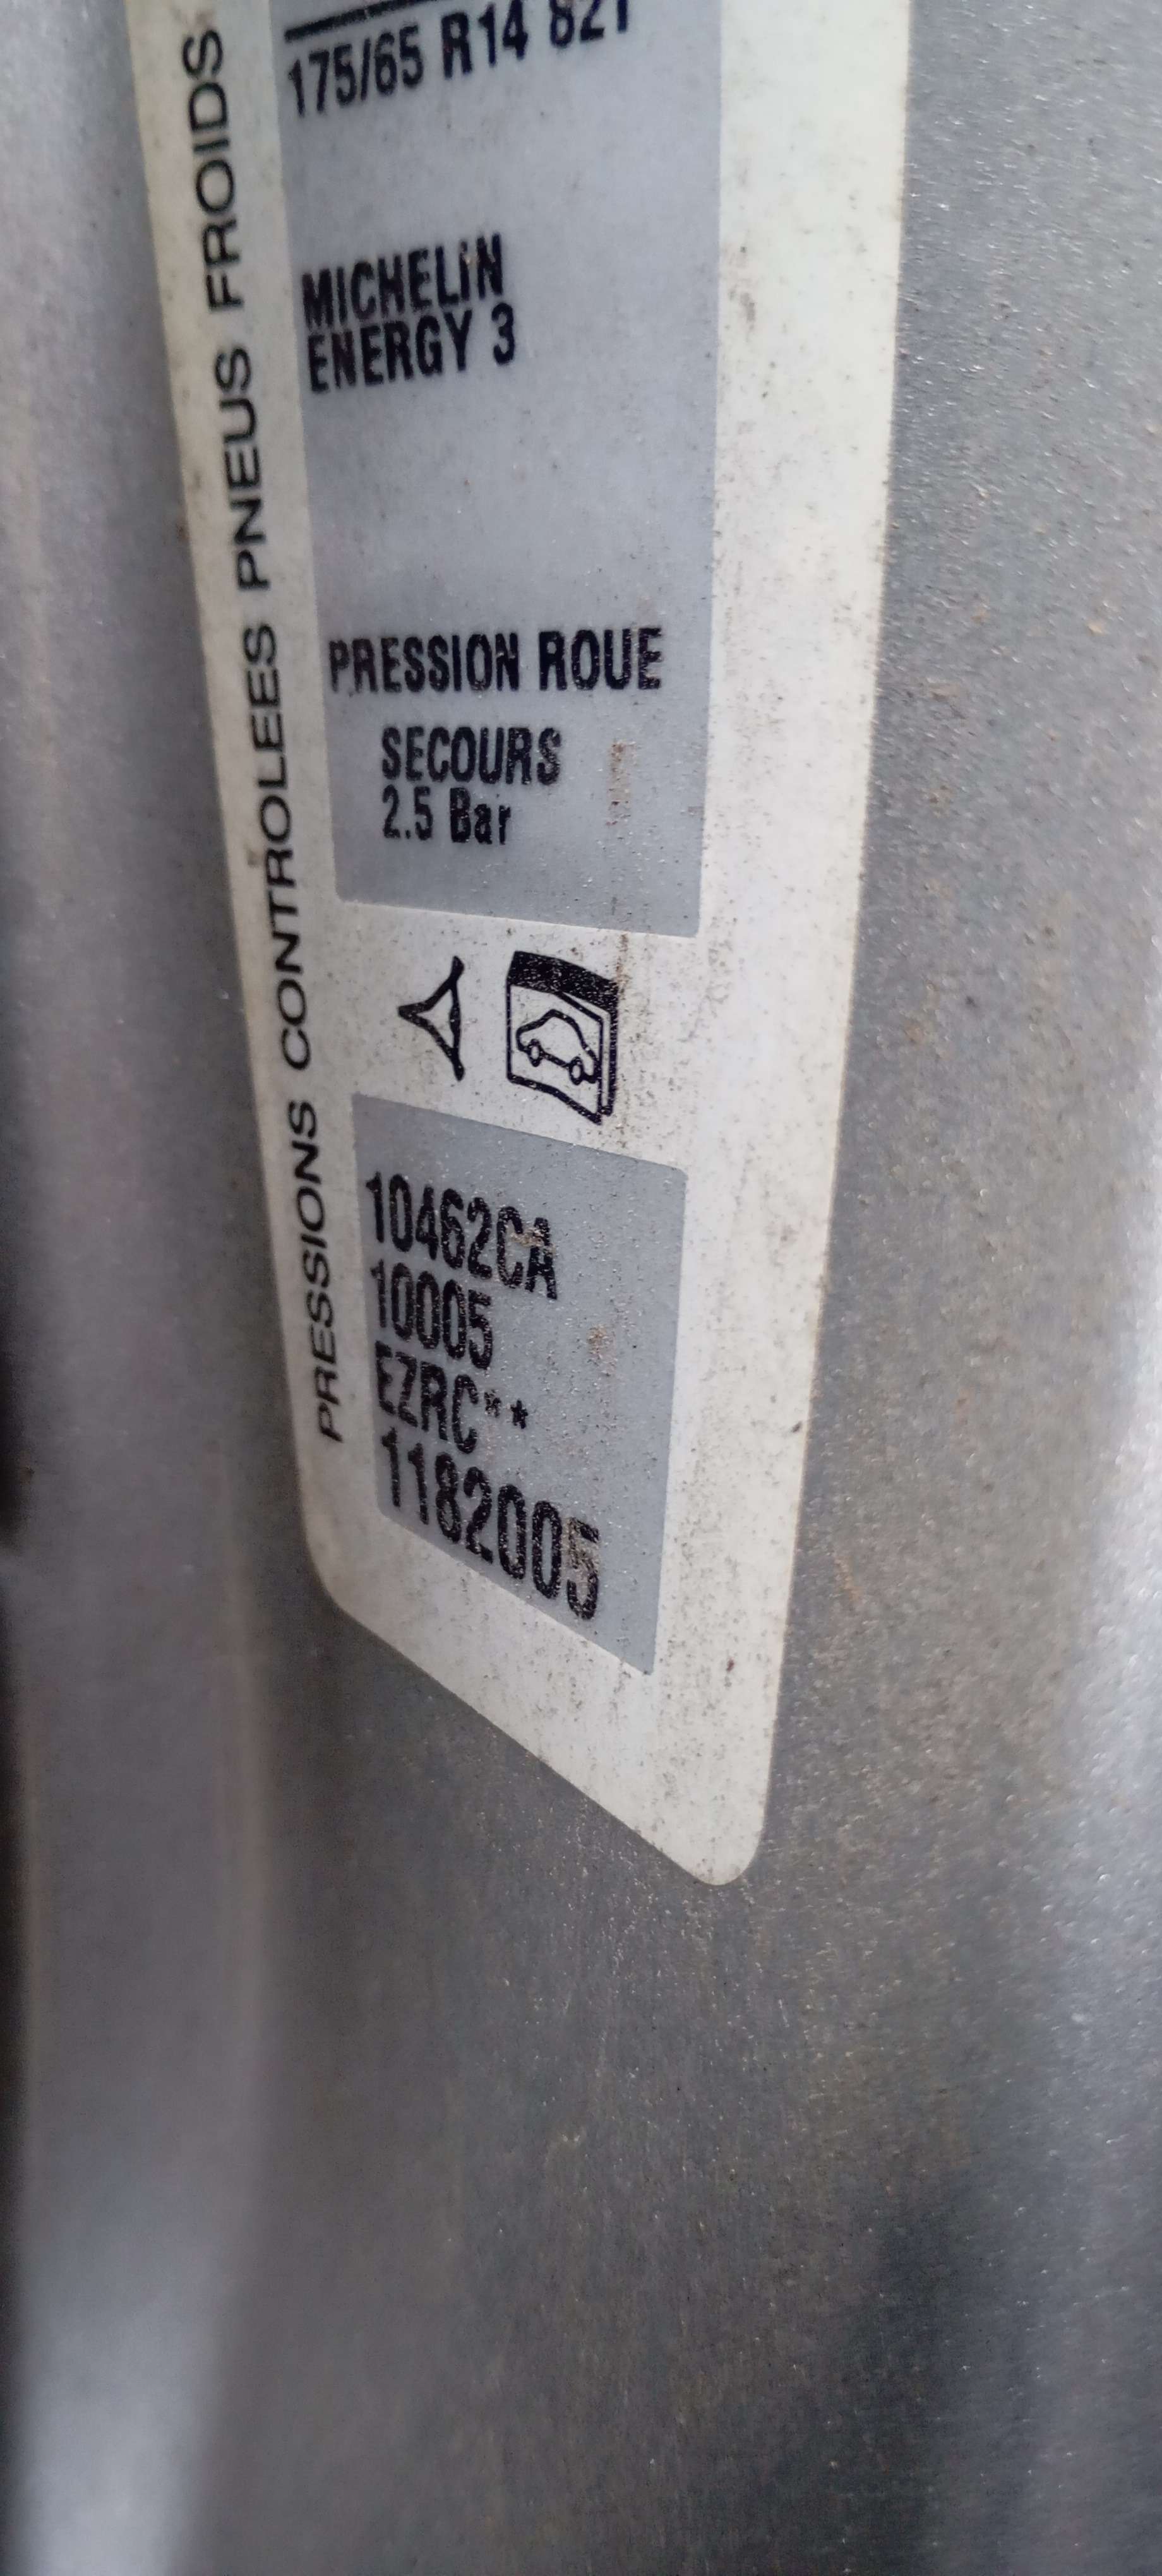 175/65 R14 82T
MICHELIN
ENERGY 3
PRESSION ROUE
SECOURS
2.5 Bar
PRESSIONS CONTROLEES PNEUS FROIDS
10462CA
10005
EZRC**
1182005